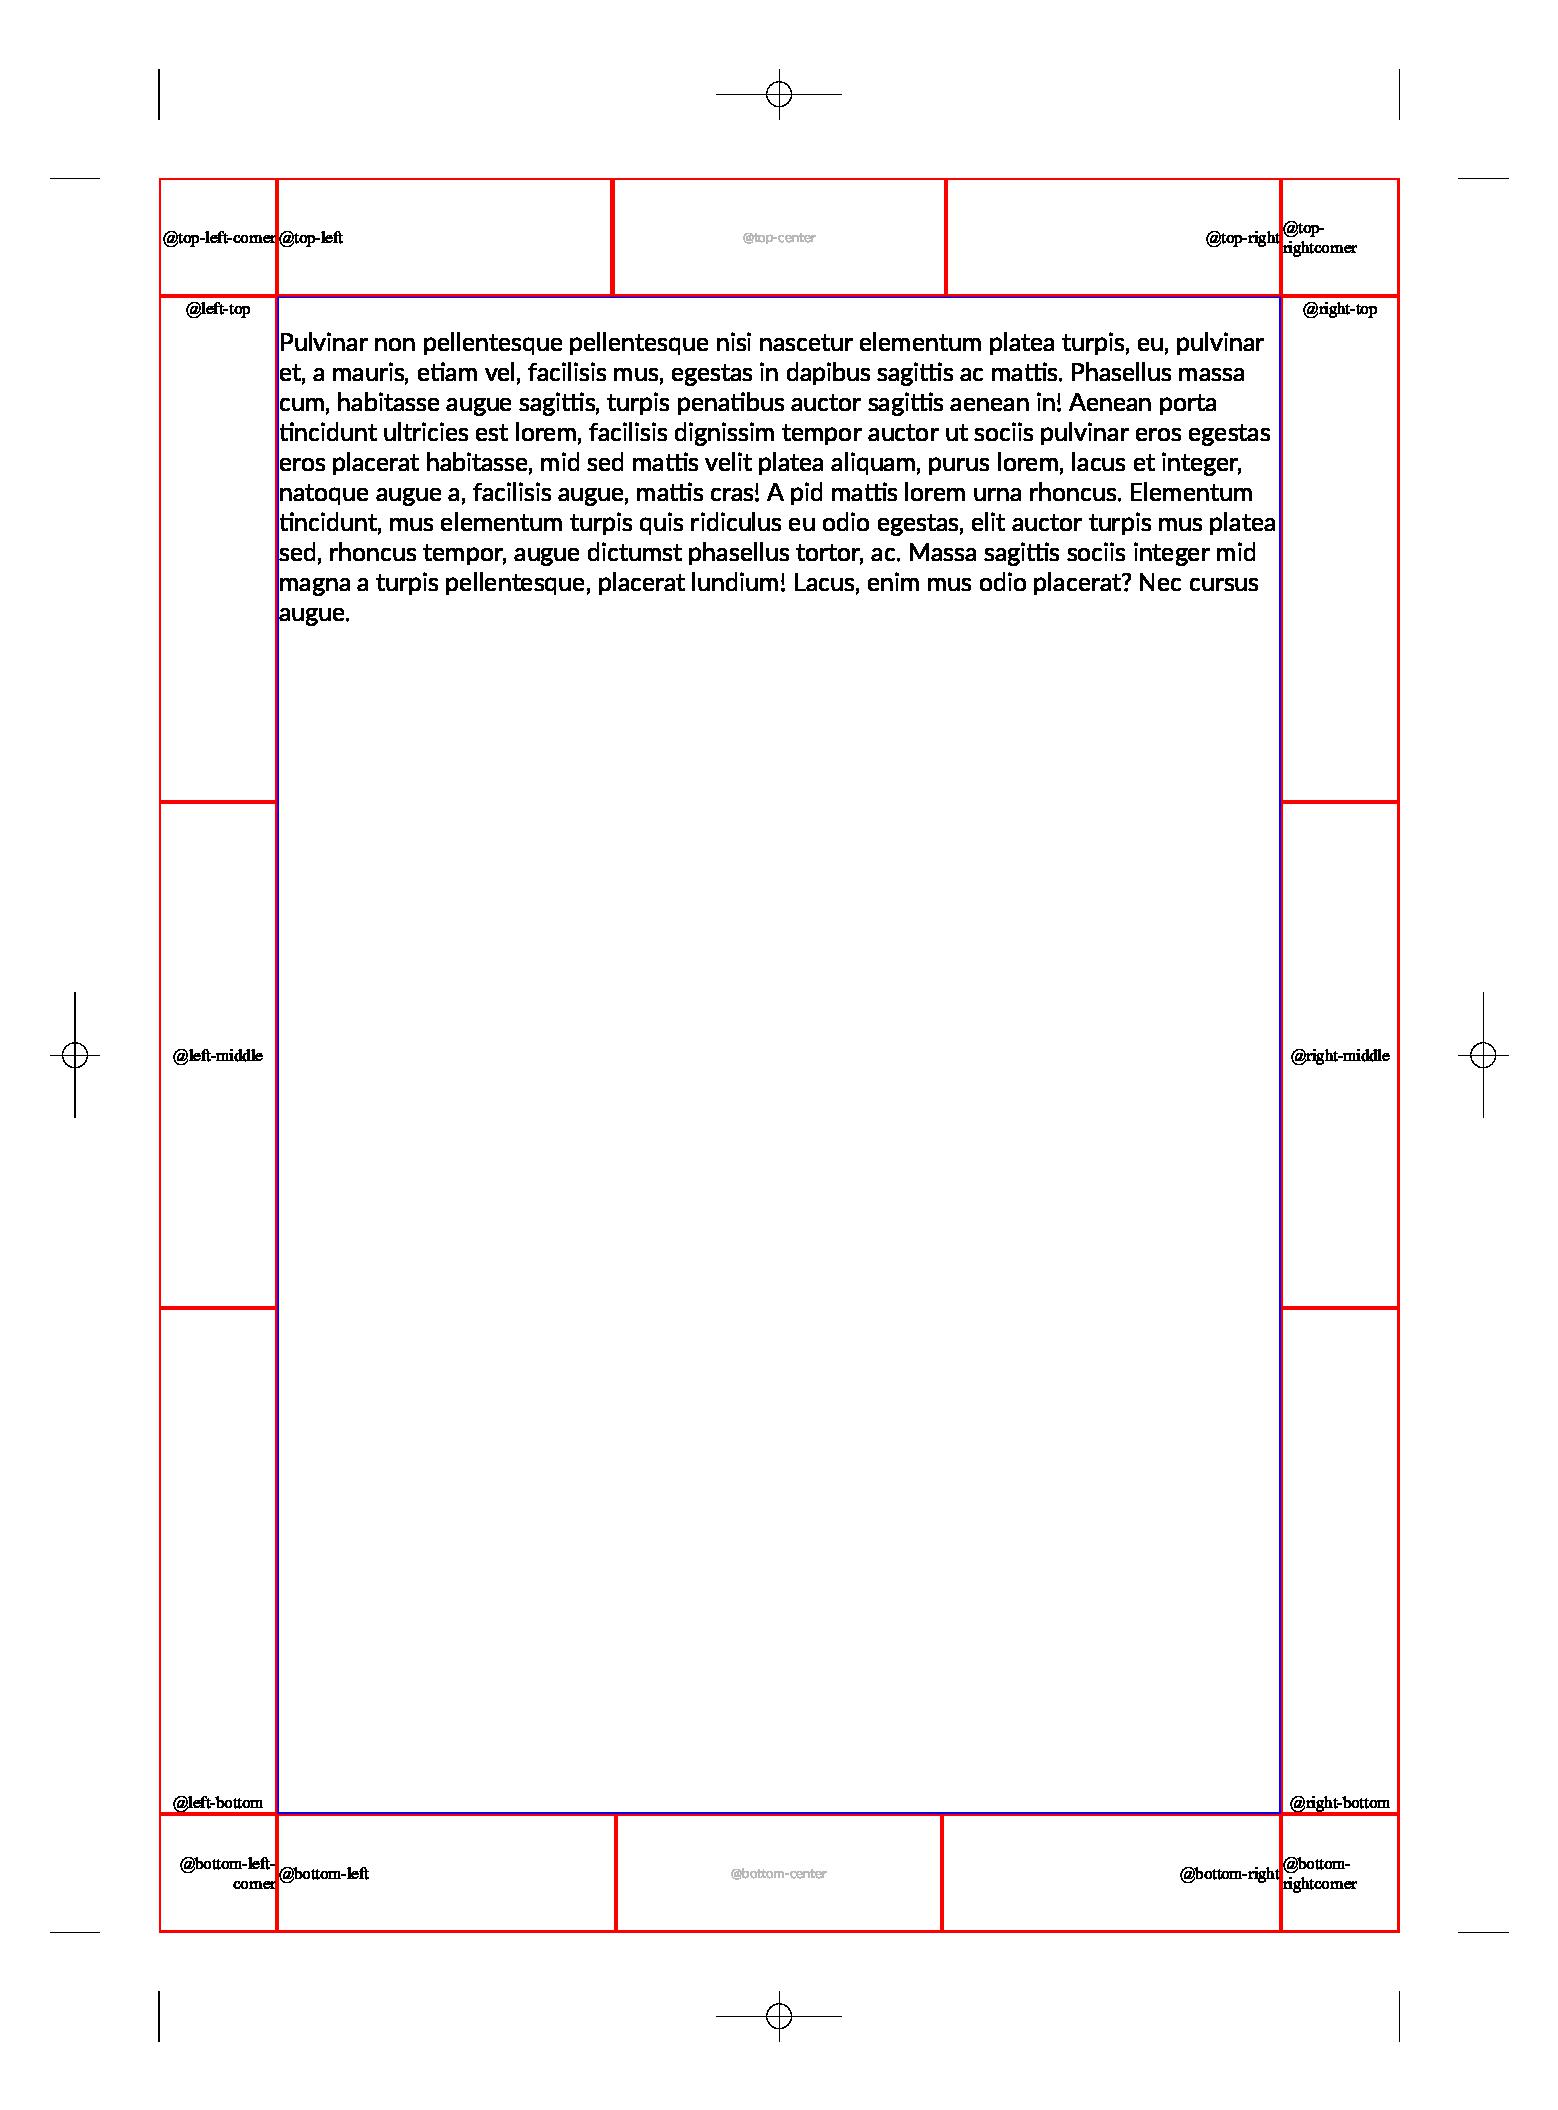 @top-left-corner
@top-left
@top-center
@top-right
@top-
rightcorner
@left-top
@right-top
Pulvinar non pellentesque pellentesque nisi nascetur elementum platea turpis, eu, pulvinar
et, a mauris, etiam vel, facilisis mus, egestas in dapibus sagittis ac mattis. Phasellus massa
cum, habitasse augue sagittis, turpis penatibus auctor sagittis aenean in! Aenean porta
tincidunt ultricies est lorem, facilisis dignissim tempor auctor ut sociis pulvinar eros egestas
eros placerat habitasse, mid sed mattis velit platea aliquam, purus lorem, lacus et integer,
natoque augue a, facilisis augue, mattis cras! A pid mattis lorem urna rhoncus. Elementum
tincidunt, mus elementum turpis quis ridiculus eu odio egestas, elit auctor turpis mus platea
sed, rhoncus tempor, augue dictumst phasellus tortor, ac. Massa sagittis sociis integer mid
magna a turpis pellentesque, placerat lundium! Lacus, enim mus odio placerat? Nec cursus
augue.
@left-middle
@right-middle
@left-bottom
@right-bottom
@bottom-left-
corner
@bottom-left
@bottom-center
@bottom-right
@bottom-
rightcorner